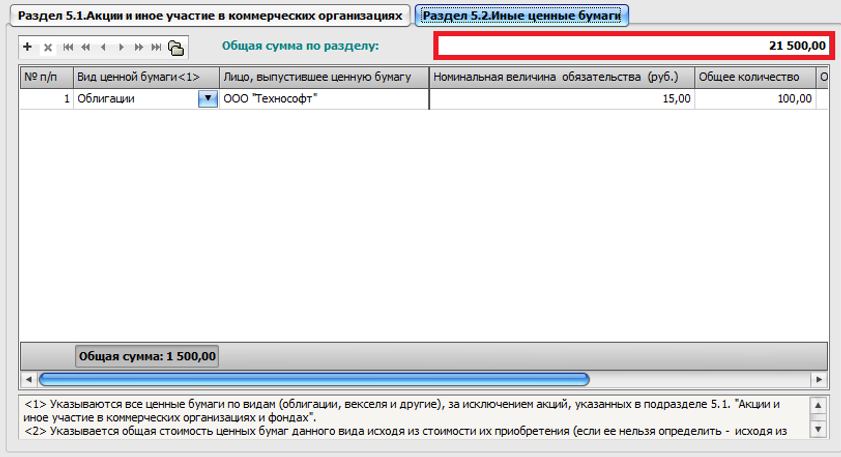 Раздел 5.1.Акции и иное участие в коммерческих организациях Раздел 5.2.Иные ценные бумаги
Общая сумма по разделу: 21 500,00
№ п/п Вид ценной бумаги<1> Лицо, выпустившее ценную бумагу Номинальная величина обязательства (руб.) Общее количество О
1 Облигации ООО "Технософт" 15,00 100,00
Общая сумма: 1 500,00
<1> Указываются все ценные бумаги по видам (облигации, векселя и другие), за исключением акций, указанных в подразделе 5.1. "Акции и
иное участие в коммерческих организациях и фондах".
<2> Указывается общая стоимость ценных бумаг данного вида исходя из стоимости их приобретения (если ее нельзя определить - исходя из